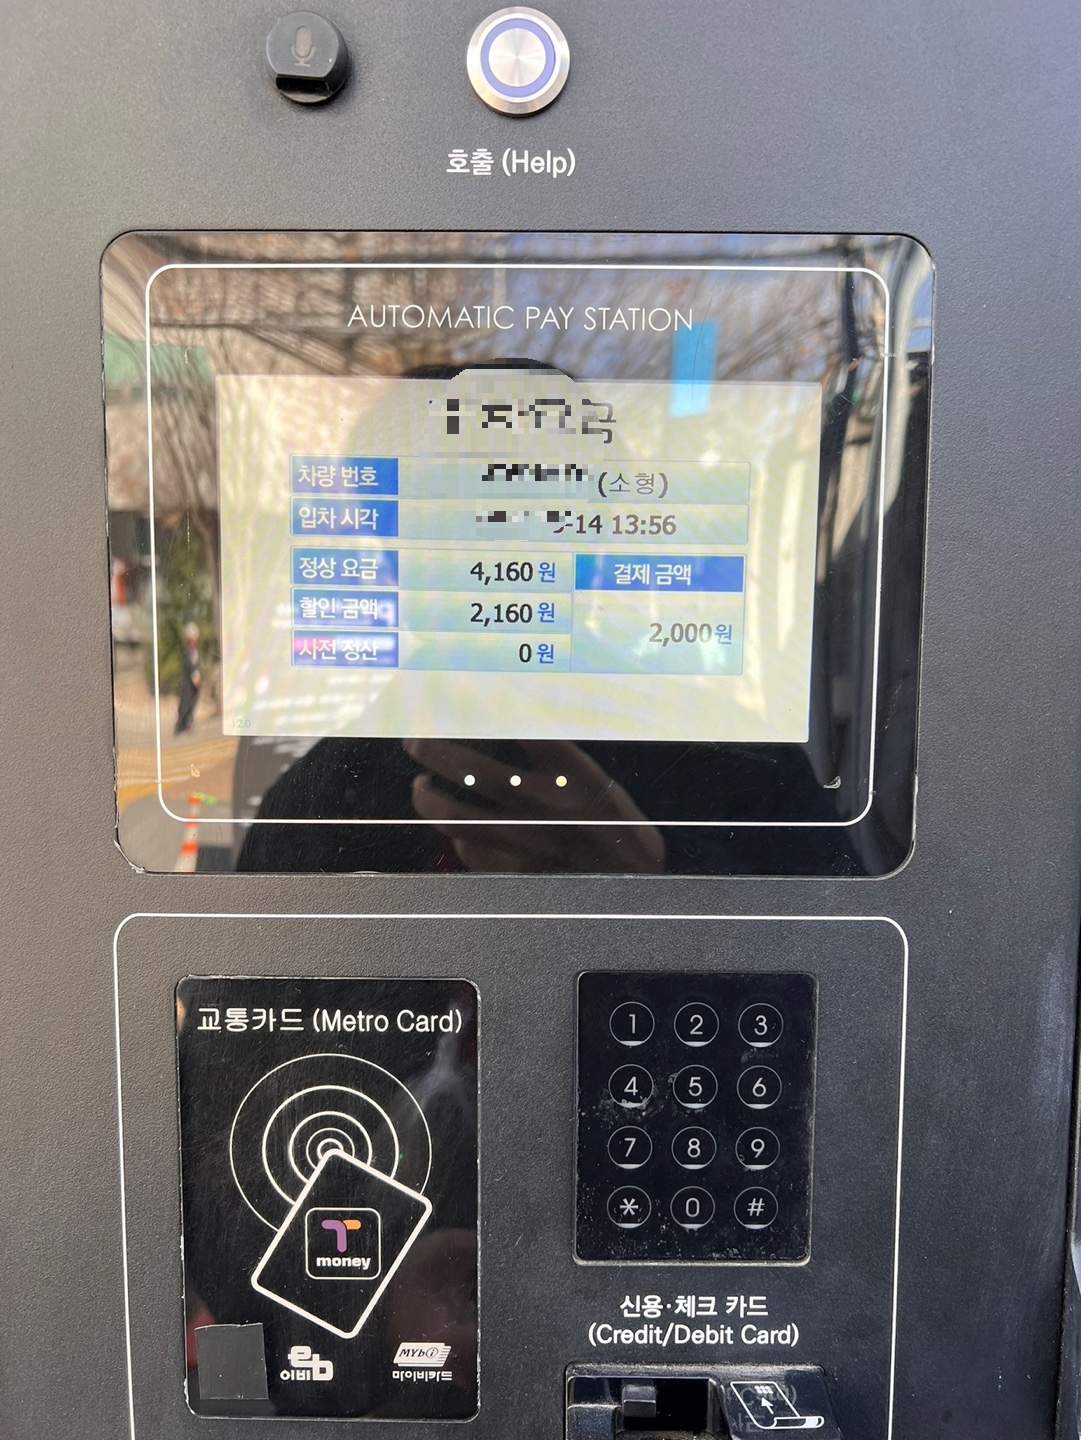 호출 (Help)
AUTOMATIC PAY STATION
차량 번호 (소형)
입차 시각 -14 13:56
정상 요금 4,160 원 결제 금액
할인 금액 2,160 원 2,000 원
사전 정산 0 원
교통카드 (Metro Card)
1 2 3
4 5 6
7 8 9
* 0 #
T
money
신용·체크 카드
(Credit/Debit Card)
eb
이비
MYbi
마이비카드